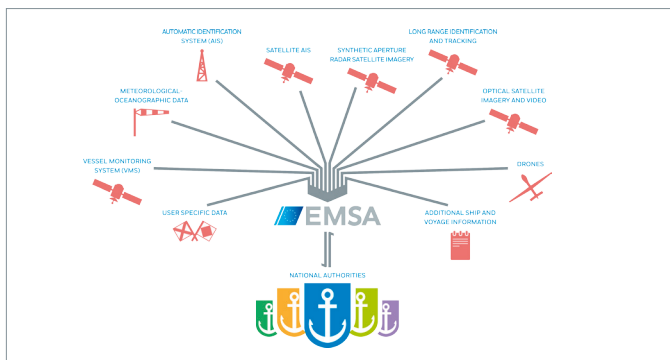 AUTOMATIC IDENTIFICATION
SYSTEM (AIS)
SATELLITE AIS
SYNTHETIC APERTURE
RADAR SATELLITE IMAGERY
LONG RANGE IDENTIFICATION
AND TRACKING
METEOROLOGICAL-
OCEANOGRAPHIC DATA
OPTICAL SATELLITE
IMAGERY AND VIDEO
VESSEL MONITORING
SYSTEM (VMS)
DRONES
USER SPECIFIC DATA
EMSA
ADDITIONAL SHIP AND
VOYAGE INFORMATION
NATIONAL AUTHORITIES